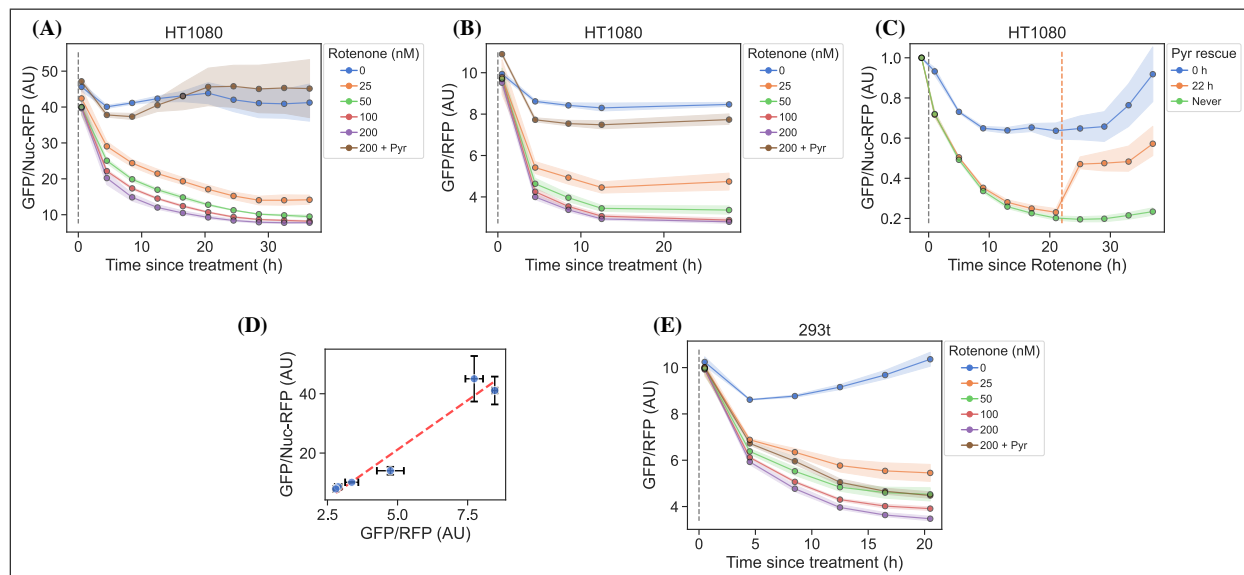 (A)
HT1080
GFP/Nuc-RFP (AU)
50
40
30
20
10
0
10
20
30
Time since treatment (h)
Rotenone (nM)
0
25
50
100
200
200 + Pyr
(B)
HT1080
GFP/RFP (AU)
10
8
6
4
0
10
20
Time since treatment (h)
Rotenone (nM)
0
25
50
100
200
200 + Pyr
(C)
HT1080
GFP/Nuc-RFP (AU)
1.0
0.8
0.6
0.4
0.2
0
10
20
30
Time since Rotenone (h)
Pyr rescue
0 h
22 h
Never
(D)
GFP/Nuc-RFP (AU)
40
20
2.5
5.0
7.5
GFP/RFP (AU)
(E)
293t
GFP/RFP (AU)
10
8
6
4
0
5
10
15
20
Time since treatment (h)
Rotenone (nM)
0
25
50
100
200
200 + Pyr